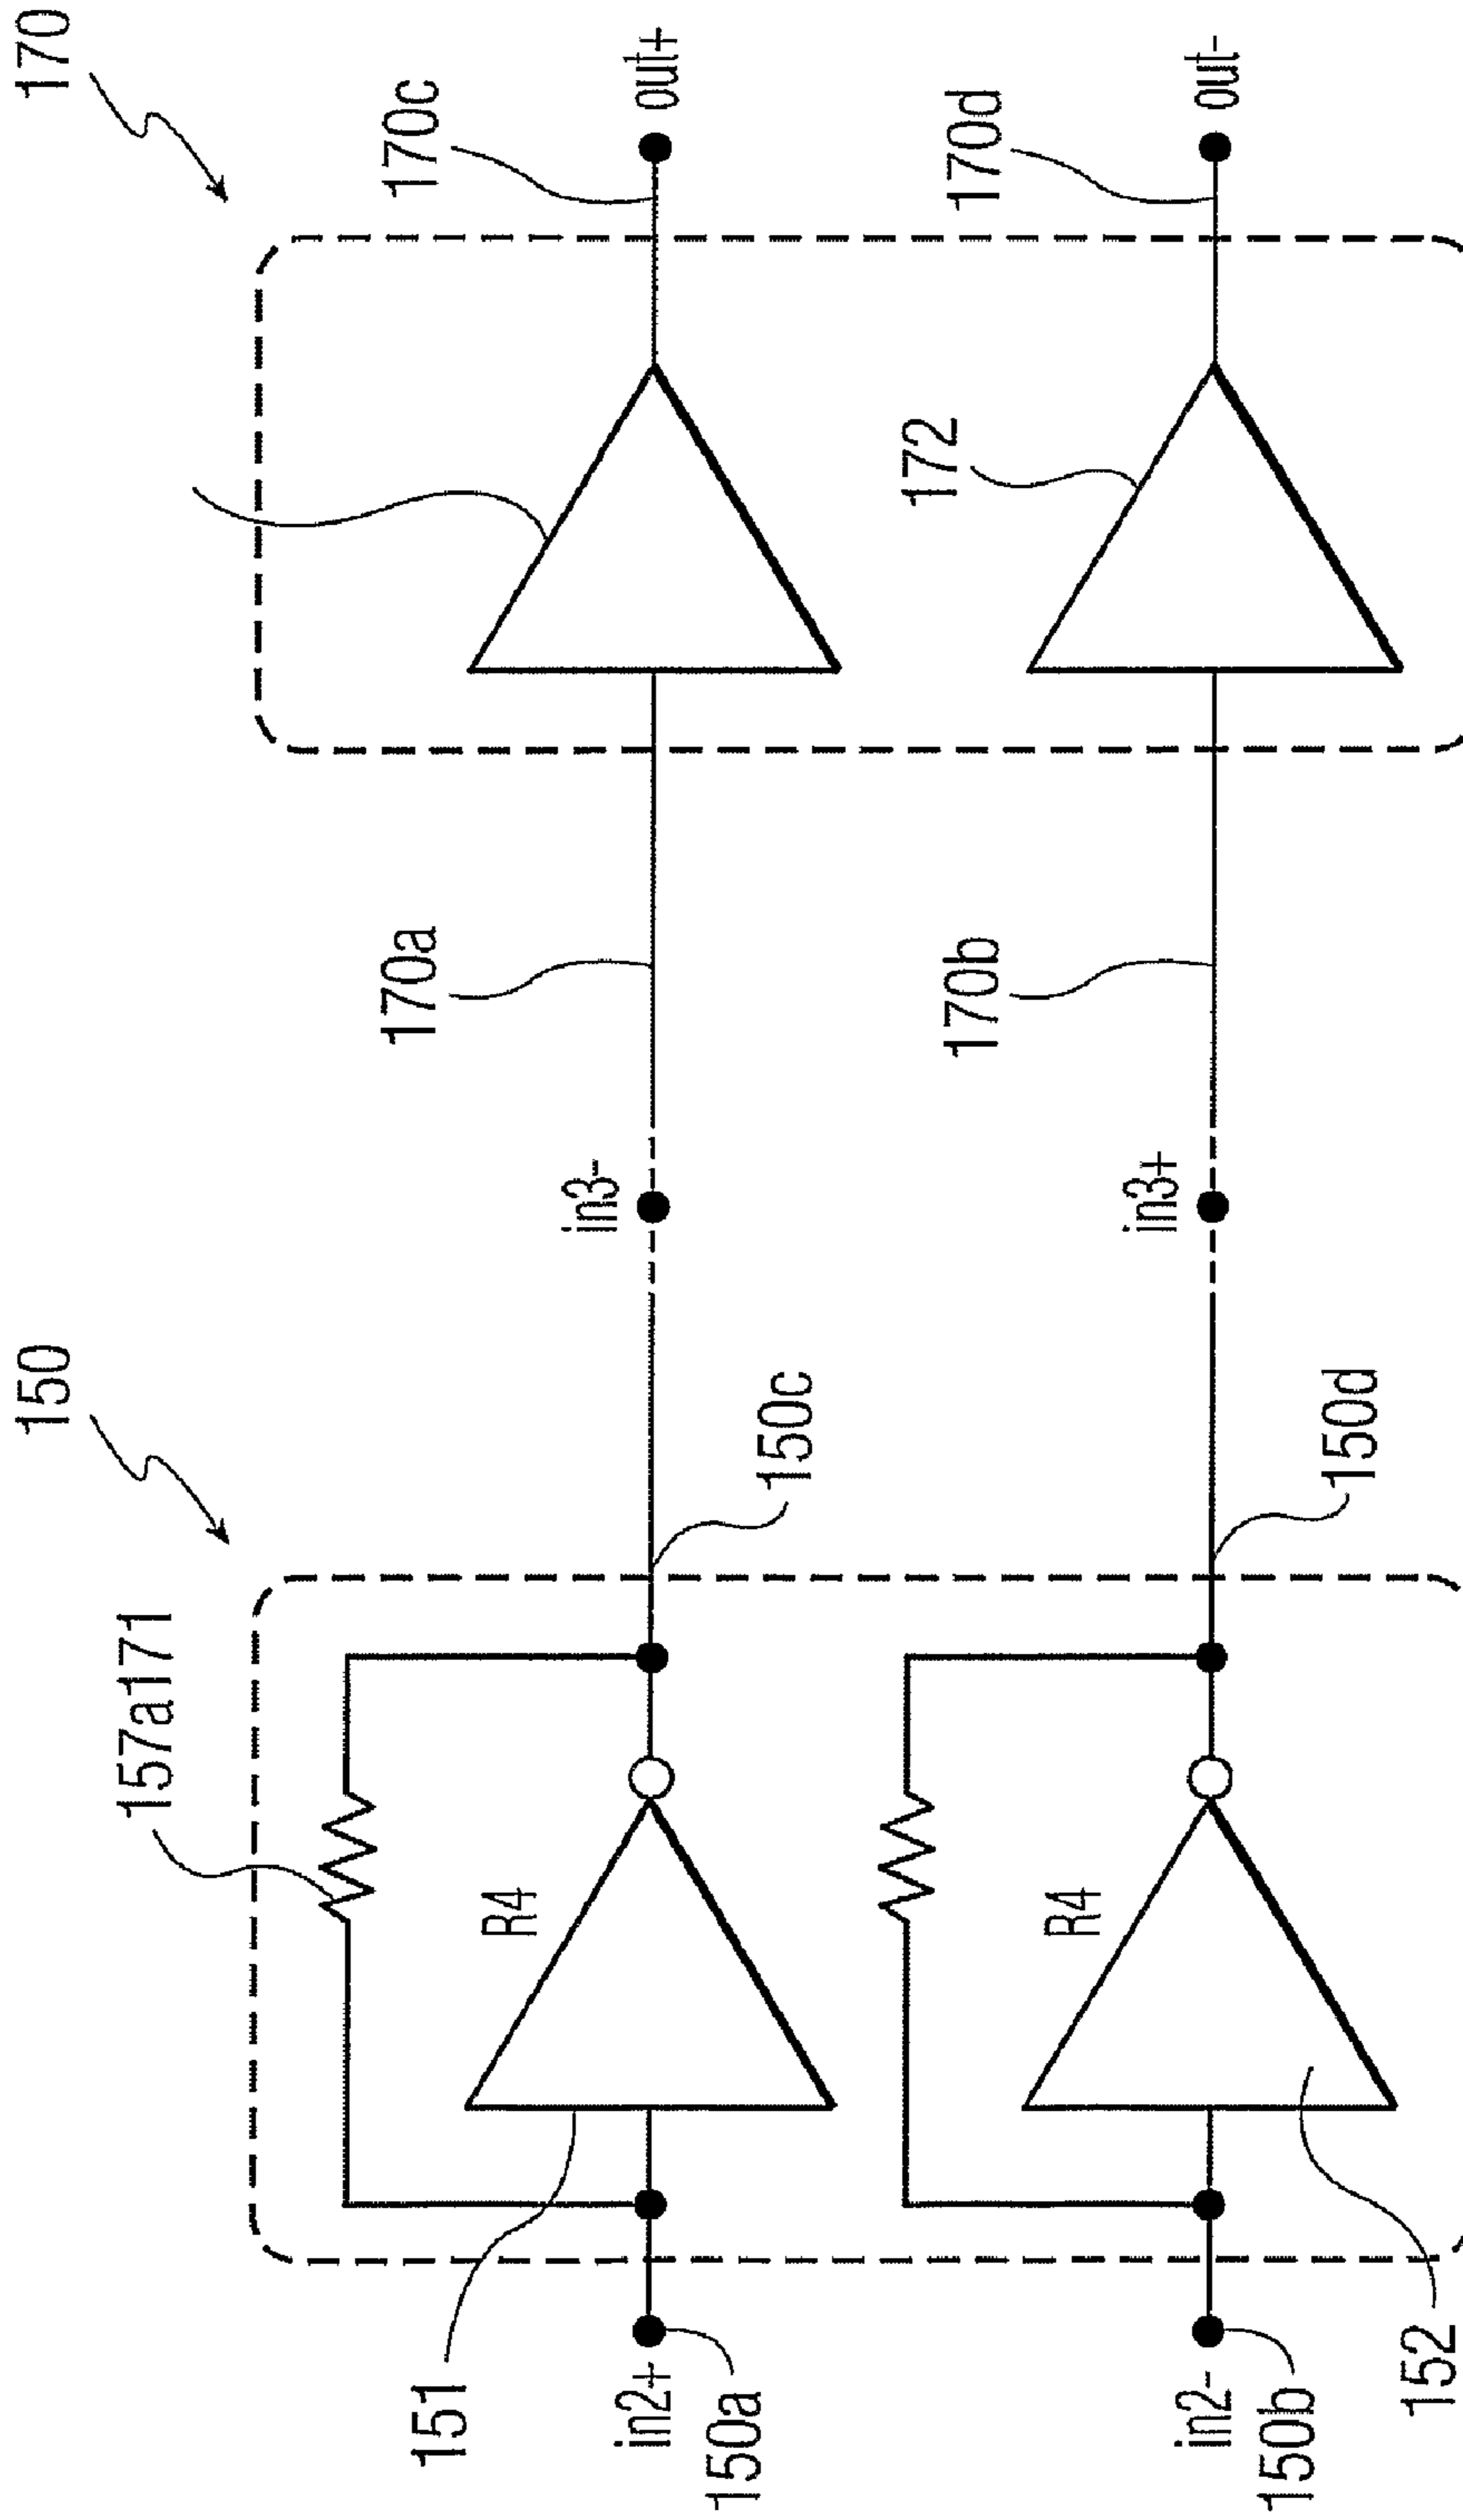 150
170
157a171
170a
170c
151
R4
in2+
150a
150c
in3-
out+
170b
170d
172
R4
in2-
150b
152
150d
in3+
out-